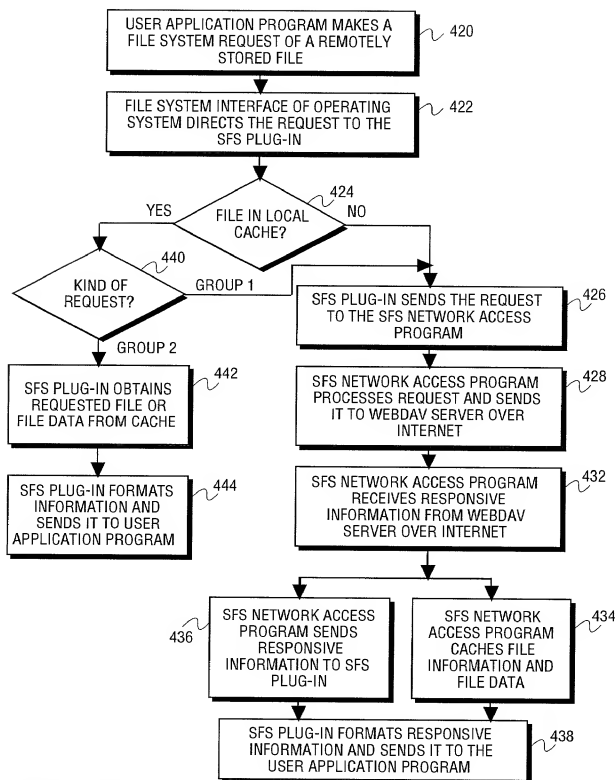 USER APPLICATION PROGRAM MAKES A
FILE SYSTEM REQUEST OF A REMOTELY
STORED FILE
420
FILE SYSTEM INTERFACE OF OPERATING
SYSTEM DIRECTS THE REQUEST TO THE
SFS PLUG-IN
422
424
YES
FILE IN LOCAL
CACHE?
NO
440
KIND OF
REQUEST?
GROUP 1
GROUP 2
SFS PLUG-IN SENDS THE REQUEST
TO THE SFS NETWORK ACCESS
PROGRAM
426
SFS PLUG-IN OBTAINS
REQUESTED FILE OR
FILE DATA FROM CACHE
442
SFS NETWORK ACCESS PROGRAM
PROCESSES REQUEST AND SENDS
IT TO WEBDAV SERVER OVER
INTERNET
428
SFS PLUG-IN FORMATS
INFORMATION AND
SENDS IT TO USER
APPLICATION PROGRAM
444
SFS NETWORK ACCESS PROGRAM
RECEIVES RESPONSIVE
INFORMATION FROM WEBDAV
SERVER OVER INTERNET
432
436
SFS NETWORK ACCESS
PROGRAM SENDS
RESPONSIVE
INFORMATION TO SFS
PLUG-IN
SFS NETWORK
ACCESS PROGRAM
CACHES FILE
INFORMATION AND
FILE DATA
434
SFS PLUG-IN FORMATS RESPONSIVE
INFORMATION AND SENDS IT TO THE
USER APPLICATION PROGRAM
438